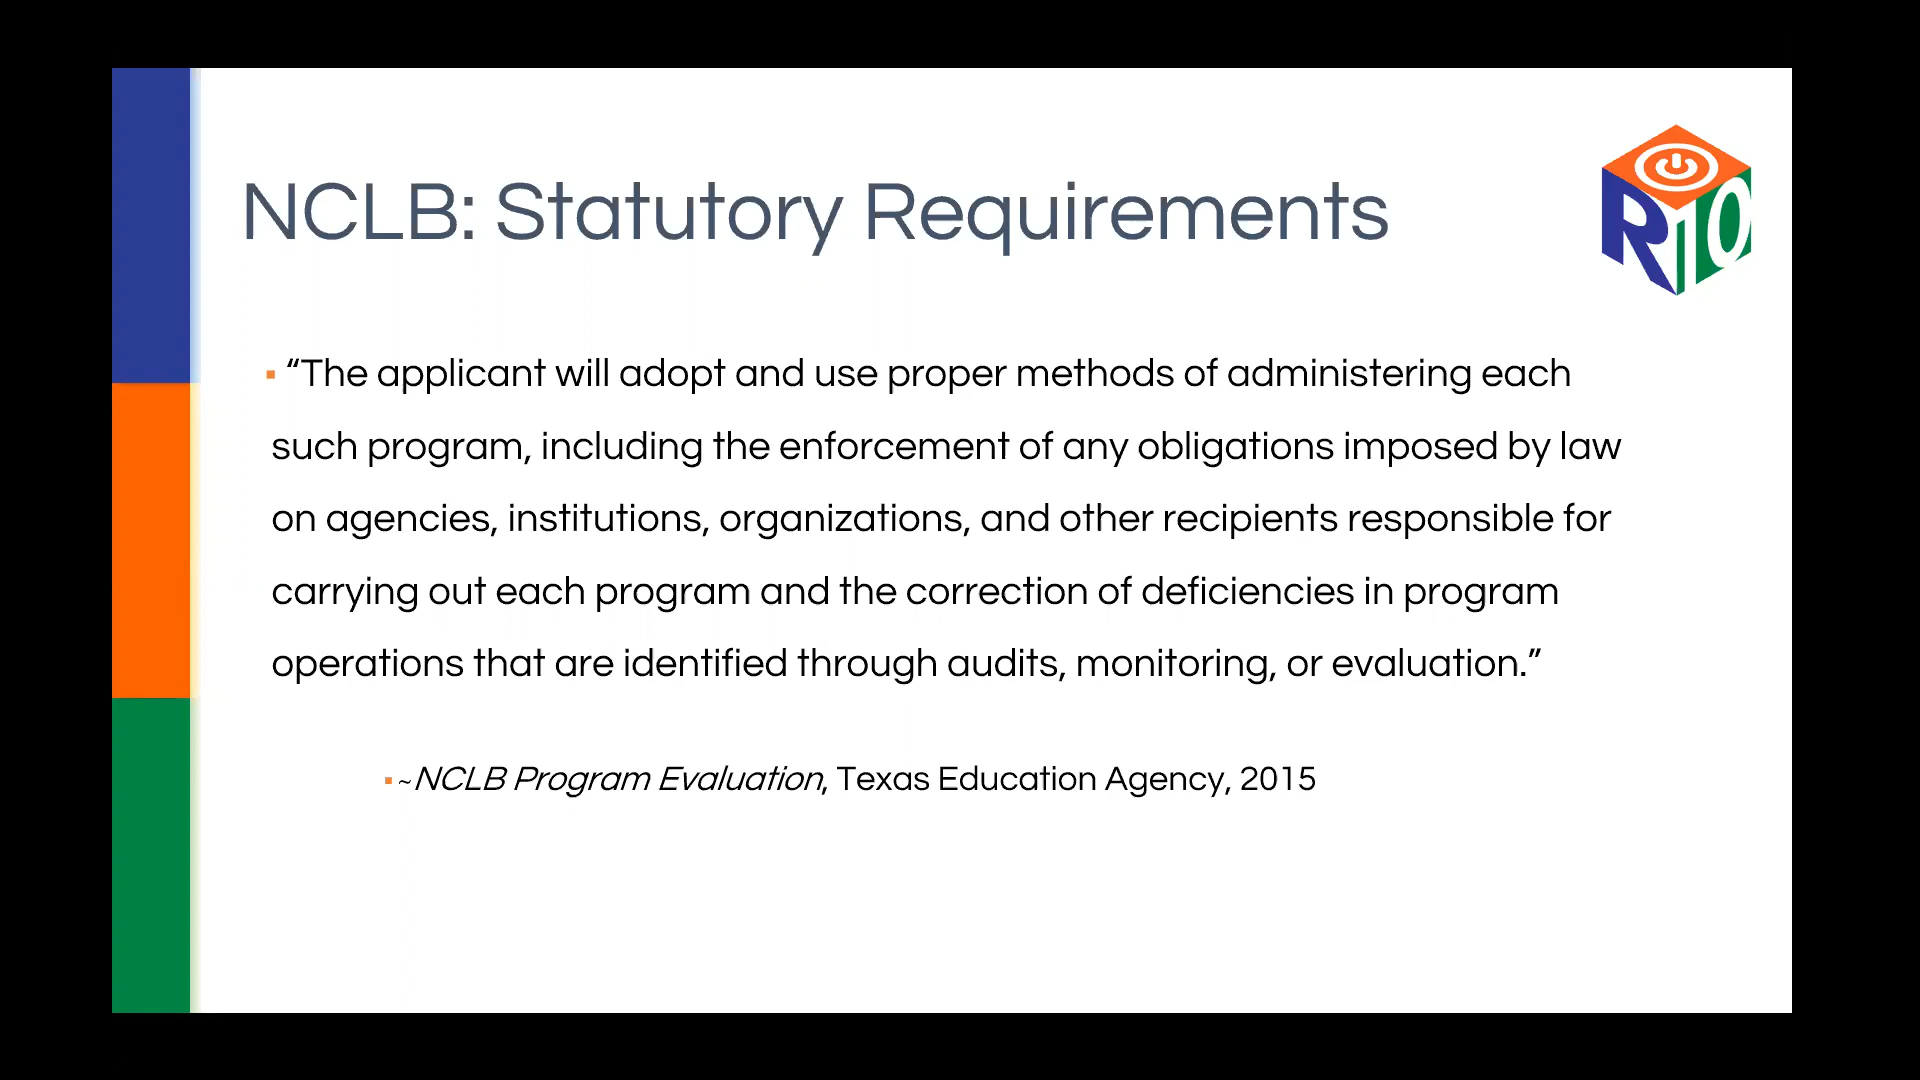 NCLB: Statutory Requirements
R10
▪ “The applicant will adopt and use proper methods of administering each
such program, including the enforcement of any obligations imposed by law
on agencies, institutions, organizations, and other recipients responsible for
carrying out each program and the correction of deficiencies in program
operations that are identified through audits, monitoring, or evaluation.”
▪ ~NCLB Program Evaluation, Texas Education Agency, 2015